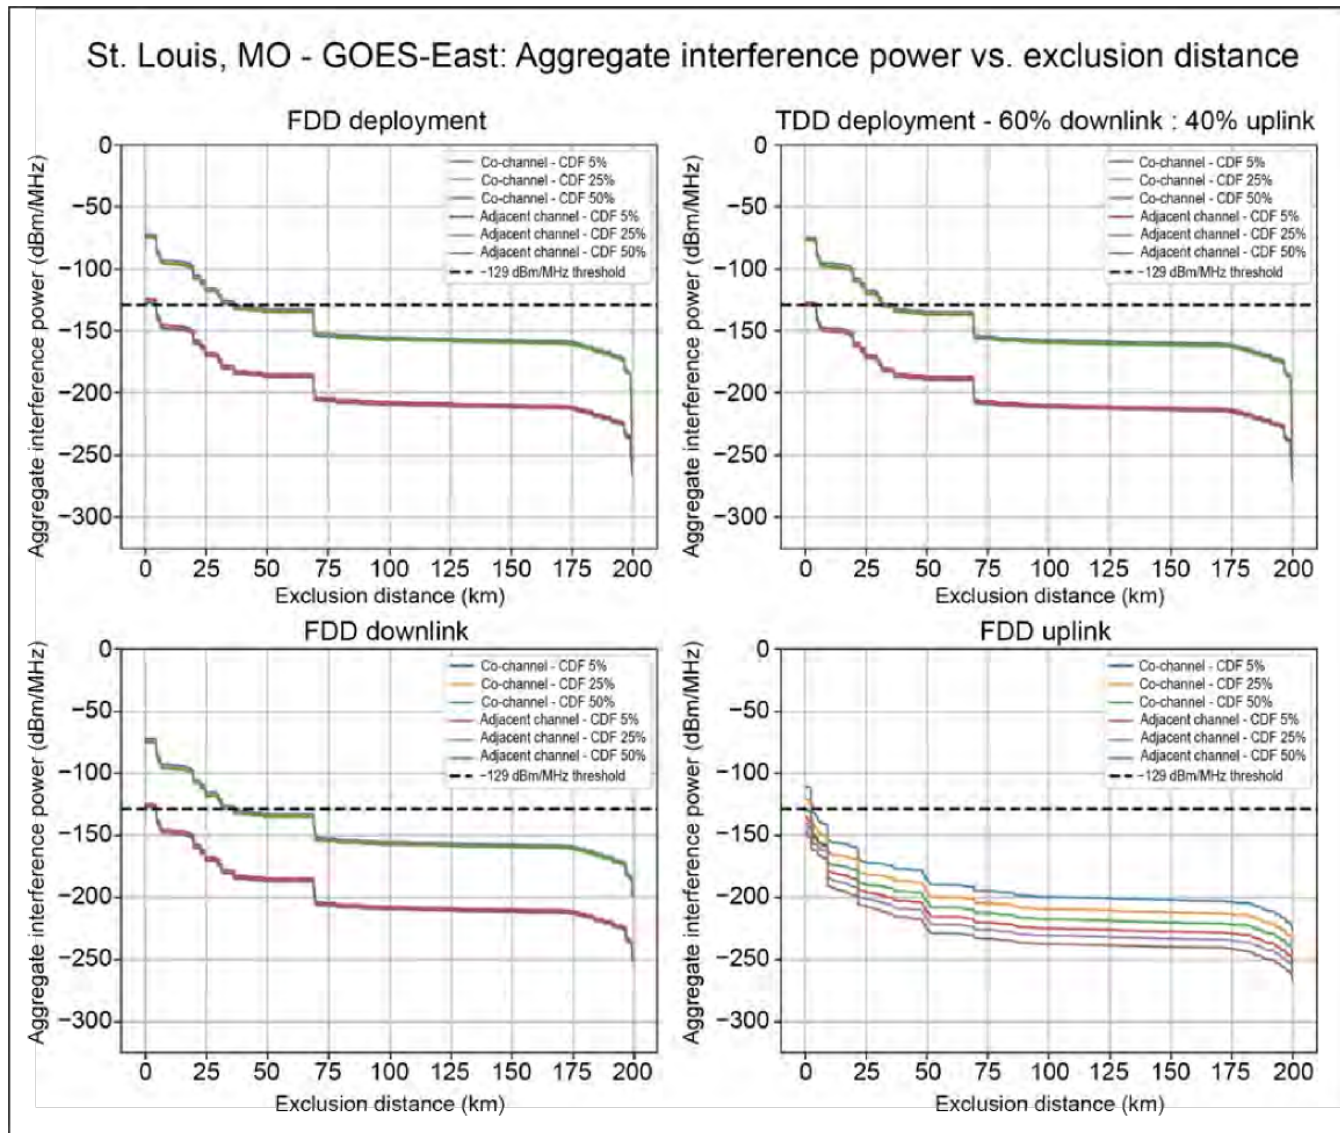 St. Louis, MO - GOES-East: Aggregate interference power vs. exclusion distance
FDD deployment
Aggregate interference power (dBm/MHz)
0
−50
−100
−150
−200
−250
−300
Co-channel - CDF 5%
Co-channel - CDF 25%
Co-channel - CDF 50%
Adjacent channel - CDF 5%
Adjacent channel - CDF 25%
Adjacent channel - CDF 50%
−129 dBm/MHz threshold
0 25 50 75 100 125 150 175 200
Exclusion distance (km)
TDD deployment - 60% downlink : 40% uplink
Aggregate interference power (dBm/MHz)
0
−50
−100
−150
−200
−250
−300
Co-channel - CDF 5%
Co-channel - CDF 25%
Co-channel - CDF 50%
Adjacent channel - CDF 5%
Adjacent channel - CDF 25%
Adjacent channel - CDF 50%
−129 dBm/MHz threshold
0 25 50 75 100 125 150 175 200
Exclusion distance (km)
FDD downlink
Aggregate interference power (dBm/MHz)
0
−50
−100
−150
−200
−250
−300
Co-channel - CDF 5%
Co-channel - CDF 25%
Co-channel - CDF 50%
Adjacent channel - CDF 5%
Adjacent channel - CDF 25%
Adjacent channel - CDF 50%
−129 dBm/MHz threshold
0 25 50 75 100 125 150 175 200
Exclusion distance (km)
FDD uplink
Aggregate interference power (dBm/MHz)
0
−50
−100
−150
−200
−250
−300
Co-channel - CDF 5%
Co-channel - CDF 25%
Co-channel - CDF 50%
Adjacent channel - CDF 5%
Adjacent channel - CDF 25%
Adjacent channel - CDF 50%
−129 dBm/MHz threshold
0 25 50 75 100 125 150 175 200
Exclusion distance (km)